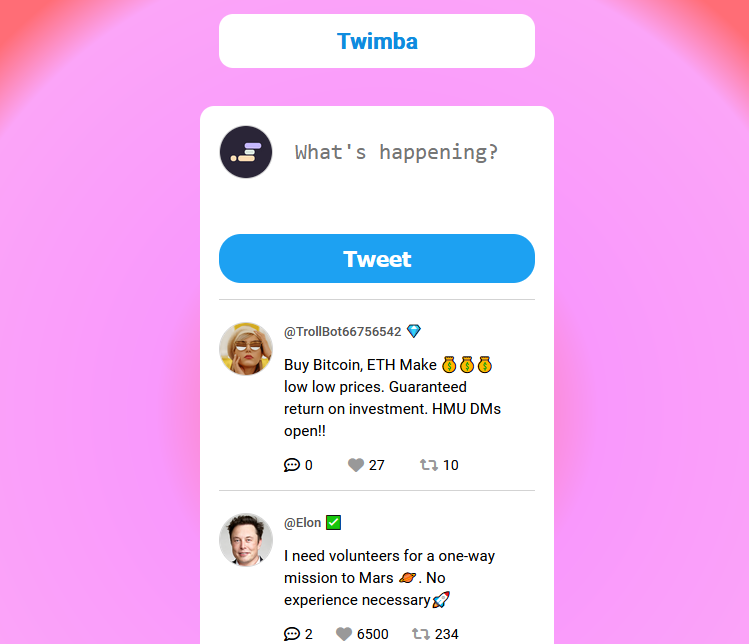 Twimba
What's happening?
Tweet
@TrollBot66756542 💎
Buy Bitcoin, ETH Make 💰💰💰
low low prices. Guaranteed
return on investment. HMU DMs
open!!
0 27 10
@Elon ✅
I need volunteers for a one-way
mission to Mars 🪐. No
experience necessary🚀
2 6500 234